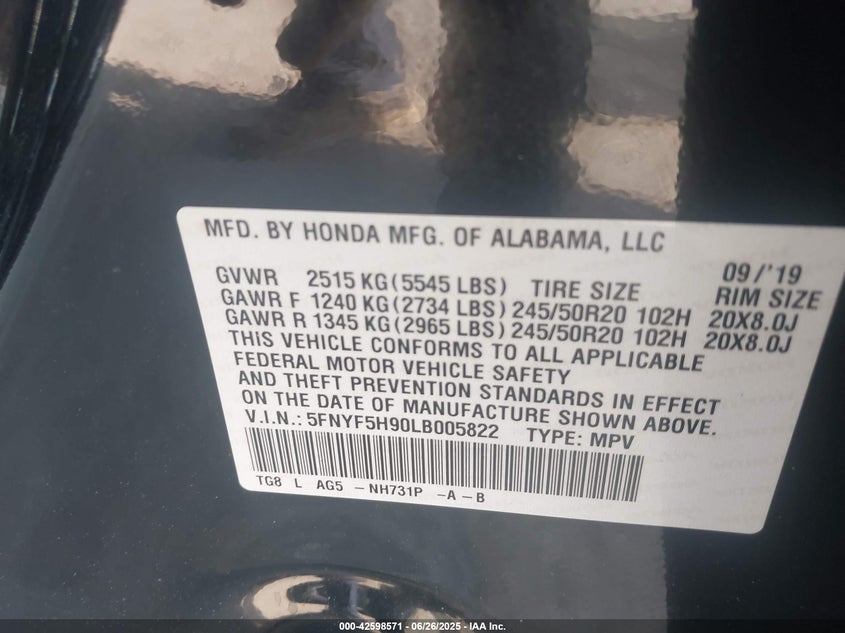 MFD. BY HONDA MFG. OF ALABAMA, LLC
09/'19
GVWR 2515 KG(5545 LBS) TIRE SIZE RIM SIZE
GAWR F 1240 KG(2734 LBS) 245/50R20 102H 20X8.0J
GAWR R 1345 KG(2965 LBS) 245/50R20 102H 20X8.0J
THIS VEHICLE CONFORMS TO ALL APPLICABLE
FEDERAL MOTOR VEHICLE SAFETY
AND THEFT PREVENTION STANDARDS IN EFFECT
ON THE DATE OF MANUFACTURE SHOWN ABOVE.
V.I.N.: 5FNYF5H90LB005822 TYPE: MPV
TG8 L AG5 -NH731P -A-B
000-42598571 - 06/26/2025 - IAA Inc.